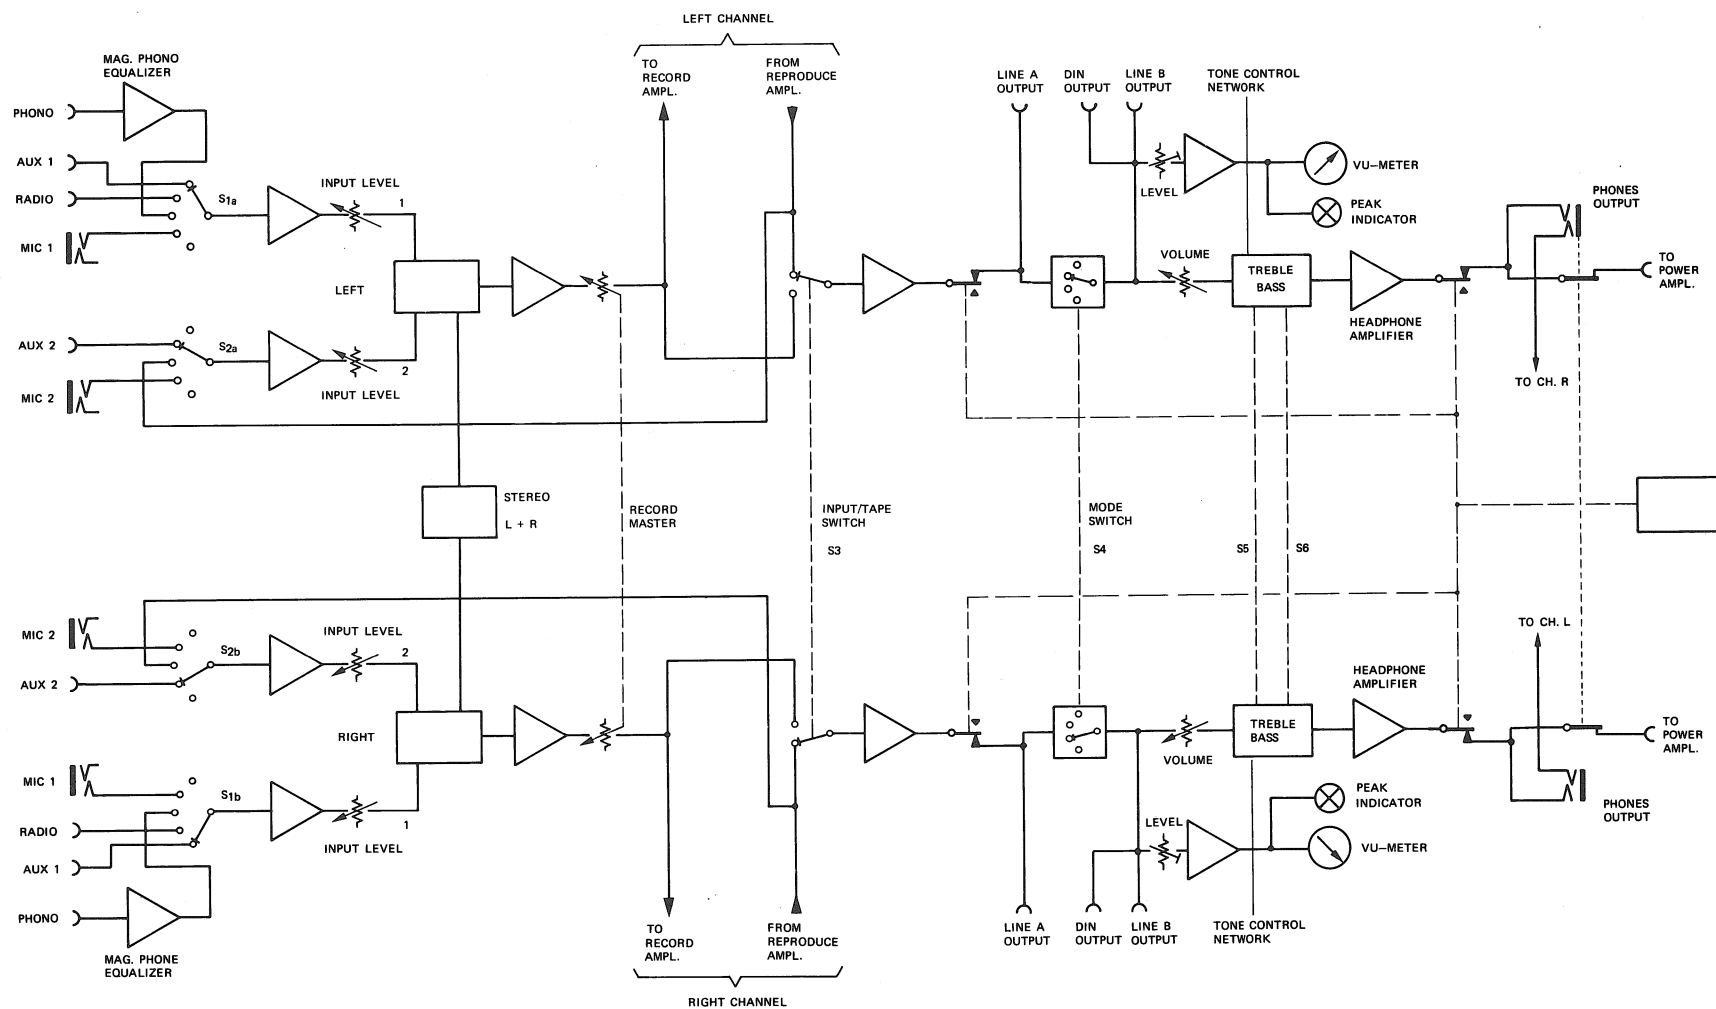 LEFT CHANNEL
MAG. PHONO
EQUALIZER
TO
RECORD
AMPL.
FROM
REPRODUCE
AMPL.
LINE A
OUTPUT
DIN
OUTPUT
LINE B
OUTPUT
TONE CONTROL
NETWORK
PHONO
AUX 1
RADIO
MIC 1
S1a
INPUT LEVEL
1
LEVEL
VU–METER
PEAK
INDICATOR
PHONES
OUTPUT
LEFT
VOLUME
TREBLE
BASS
HEADPHONE
AMPLIFIER
TO
POWER
AMPL.
AUX 2
MIC 2
S2a
2
INPUT LEVEL
TO CH. R
STEREO
L + R
RECORD
MASTER
INPUT/TAPE
SWITCH
S3
MODE
SWITCH
S4
S5
S6
MIC 2
AUX 2
S2b
INPUT LEVEL
2
TO CH. L
HEADPHONE
AMPLIFIER
RIGHT
VOLUME
TREBLE
BASS
TO
POWER
AMPL.
MIC 1
RADIO
AUX 1
PHONO
S1b
1
INPUT LEVEL
LEVEL
PEAK
INDICATOR
VU–METER
PHONES
OUTPUT
MAG. PHONE
EQUALIZER
TO
RECORD
AMPL.
FROM
REPRODUCE
AMPL.
LINE A
OUTPUT
DIN
OUTPUT
LINE B
OUTPUT
TONE CONTROL
NETWORK
RIGHT CHANNEL